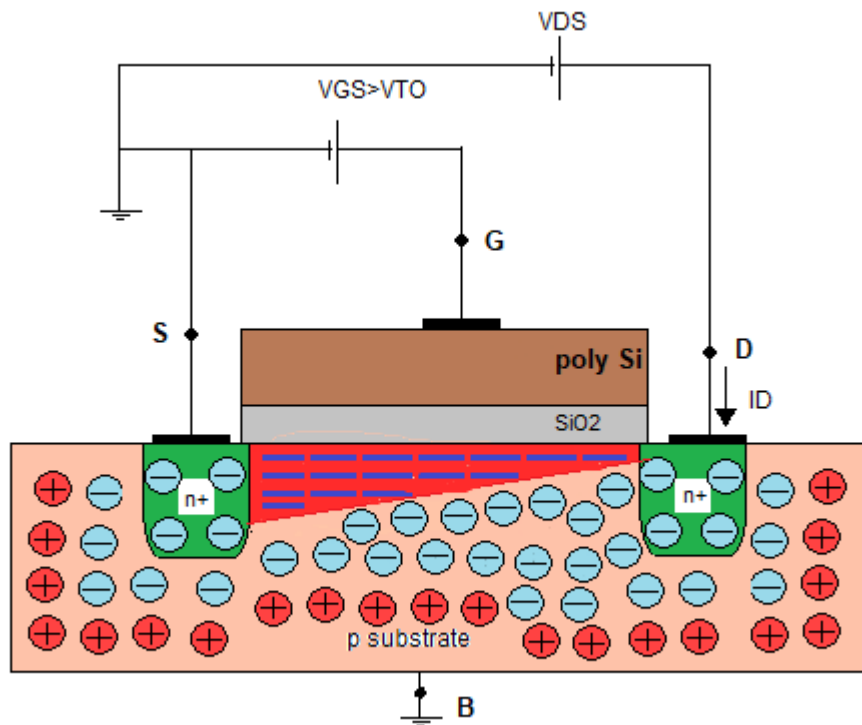 VDS
VGS>VTO
G
S
poly Si
D
ID
SiO2
n+
n+
p substrate
B